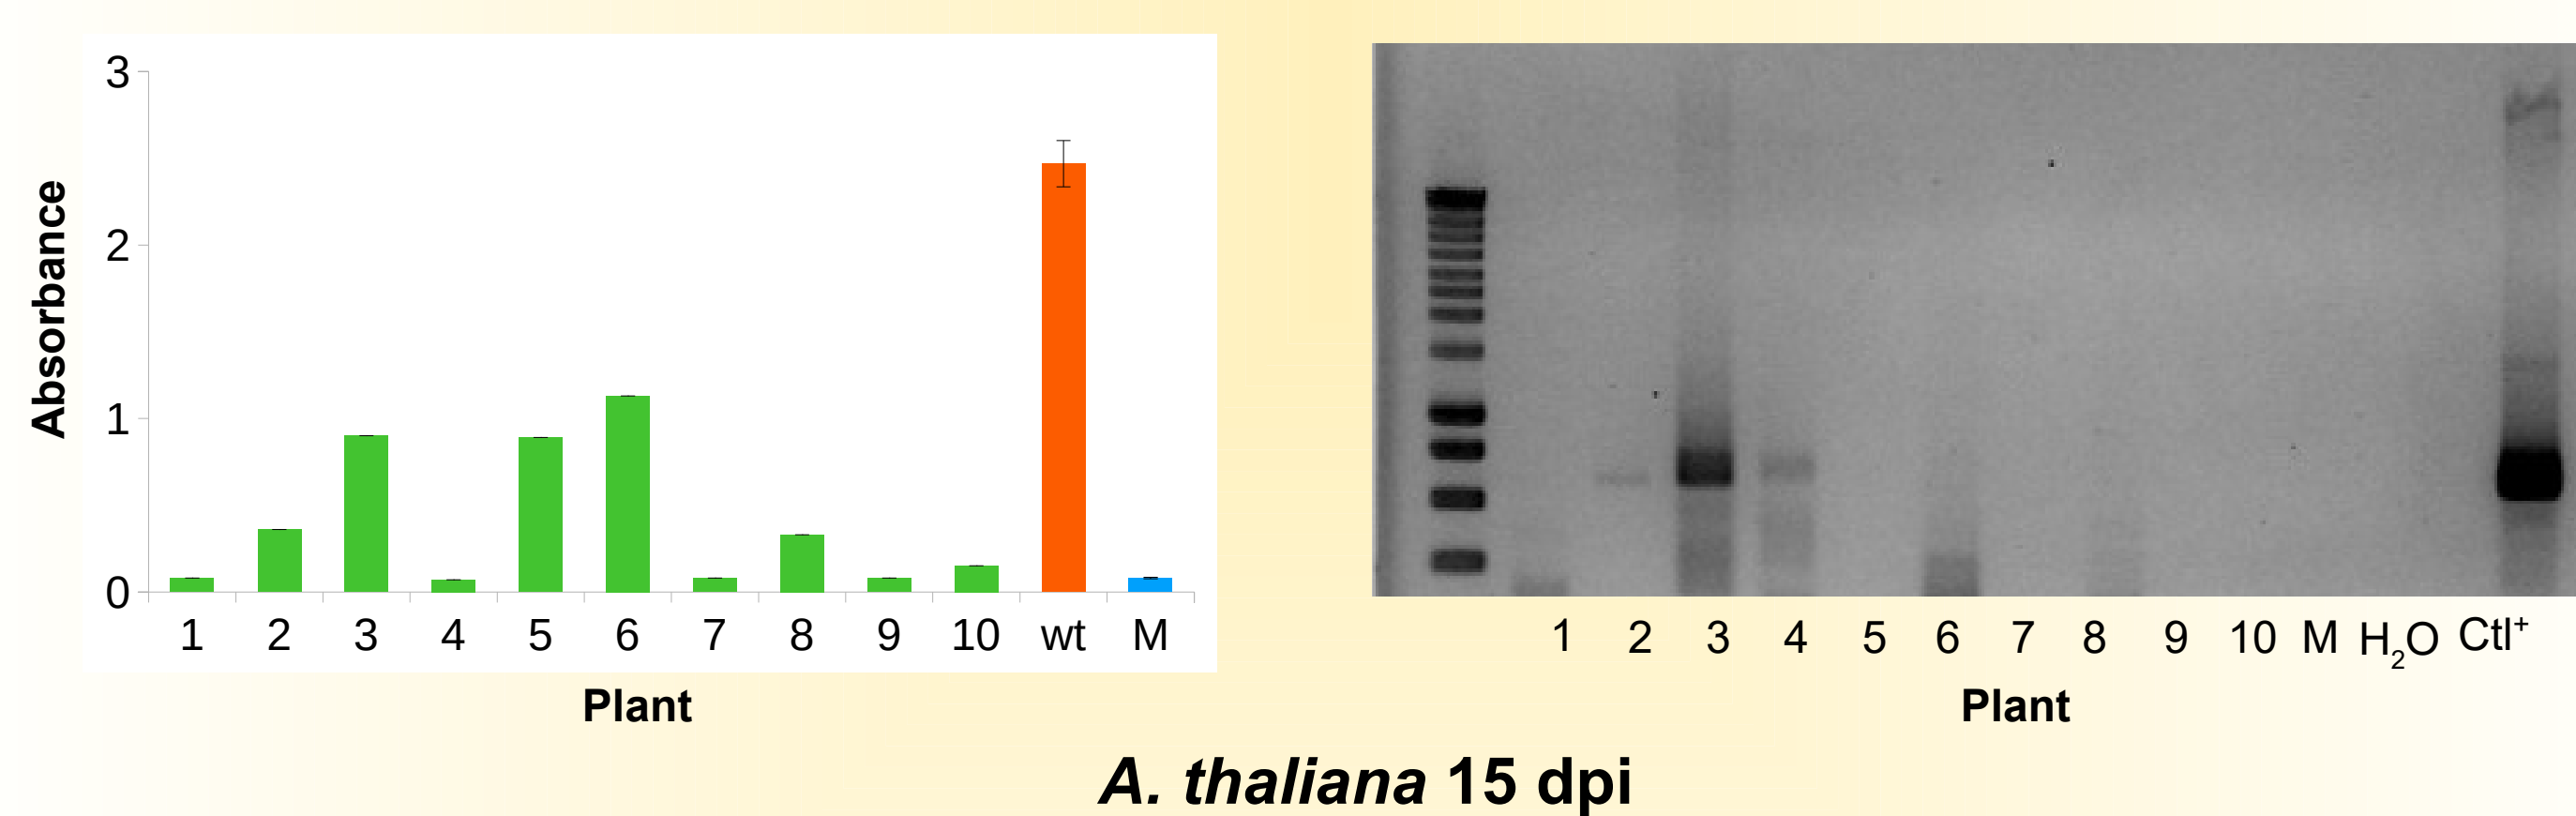 Absorbance
3
2
1
0
1 2 3 4 5 6 7 8 9 10 wt M
Plant
1 2 3 4 5 6 7 8 9 10 M H₂O Ctl⁺
Plant
A. thaliana 15 dpi